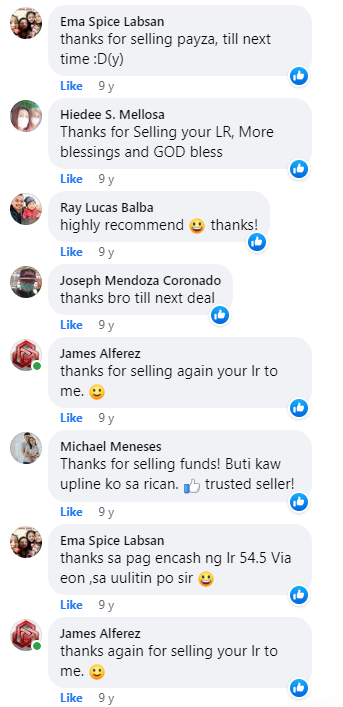 Ema Spice Labsan
thanks for selling payza, till next
time :D(y)
Like 9 y
Hiedee S. Mellosa
Thanks for Selling your LR, More
blessings and GOD bless
Like 9 y
Ray Lucas Balba
highly recommend 😀 thanks!
Like 9 y
Joseph Mendoza Coronado
thanks bro till next deal
Like 9 y
James Alferez
thanks for selling again your lr to
me. 🙂
Like 9 y
Michael Meneses
Thanks for selling funds! Buti kaw
upline ko sa rican. 👍 trusted seller!
Like 9 y
Ema Spice Labsan
thanks sa pag encash ng lr 54.5 Via
eon ,sa uulitin po sir 😀
Like 9 y
James Alferez
thanks again for selling your lr to
me. 🙂
Like 9 y